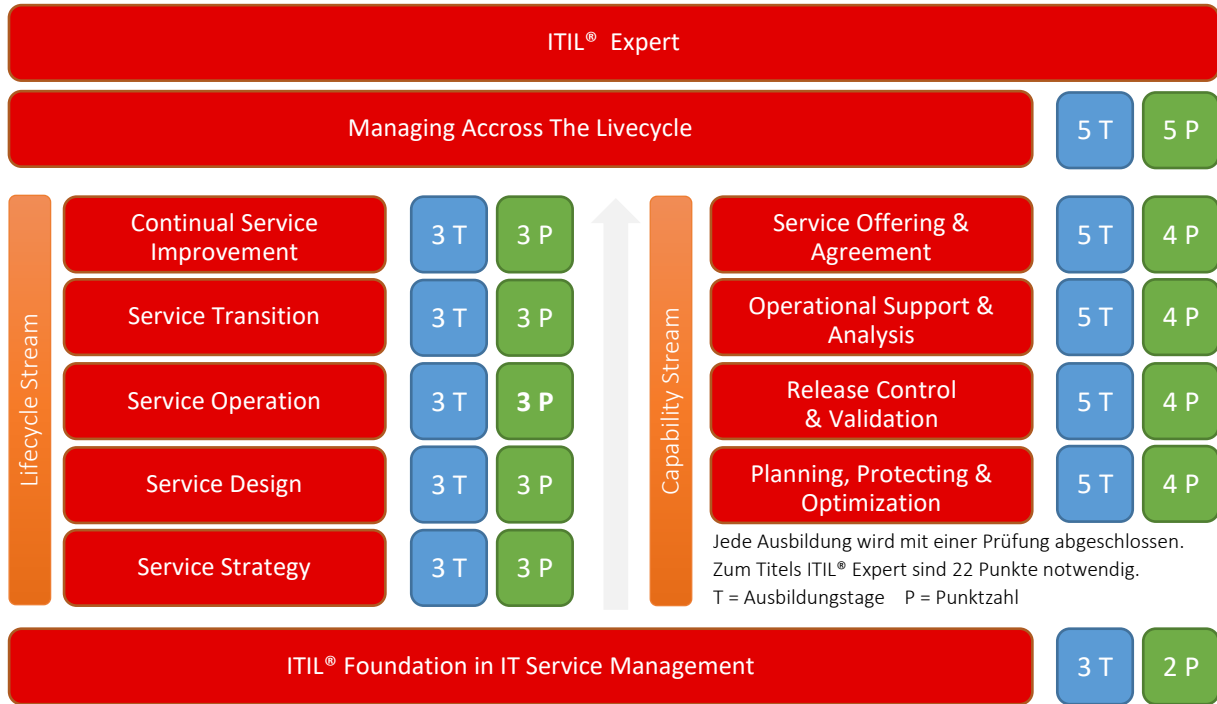 ITIL® Expert
Managing Accross The Livecycle
5 T
5 P
Lifecycle Stream
Continual Service
Improvement
3 T
3 P
Service Transition
3 T
3 P
Service Operation
3 T
3 P
Service Design
3 T
3 P
Service Strategy
3 T
3 P
Capability Stream
Service Offering &
Agreement
5 T
4 P
Operational Support &
Analysis
5 T
4 P
Release Control
& Validation
5 T
4 P
Planning, Protecting &
Optimization
5 T
4 P
Jede Ausbildung wird mit einer Prüfung abgeschlossen.
Zum Titels ITIL® Expert sind 22 Punkte notwendig.
T = Ausbildungstage P = Punktzahl
ITIL® Foundation in IT Service Management
3 T
2 P